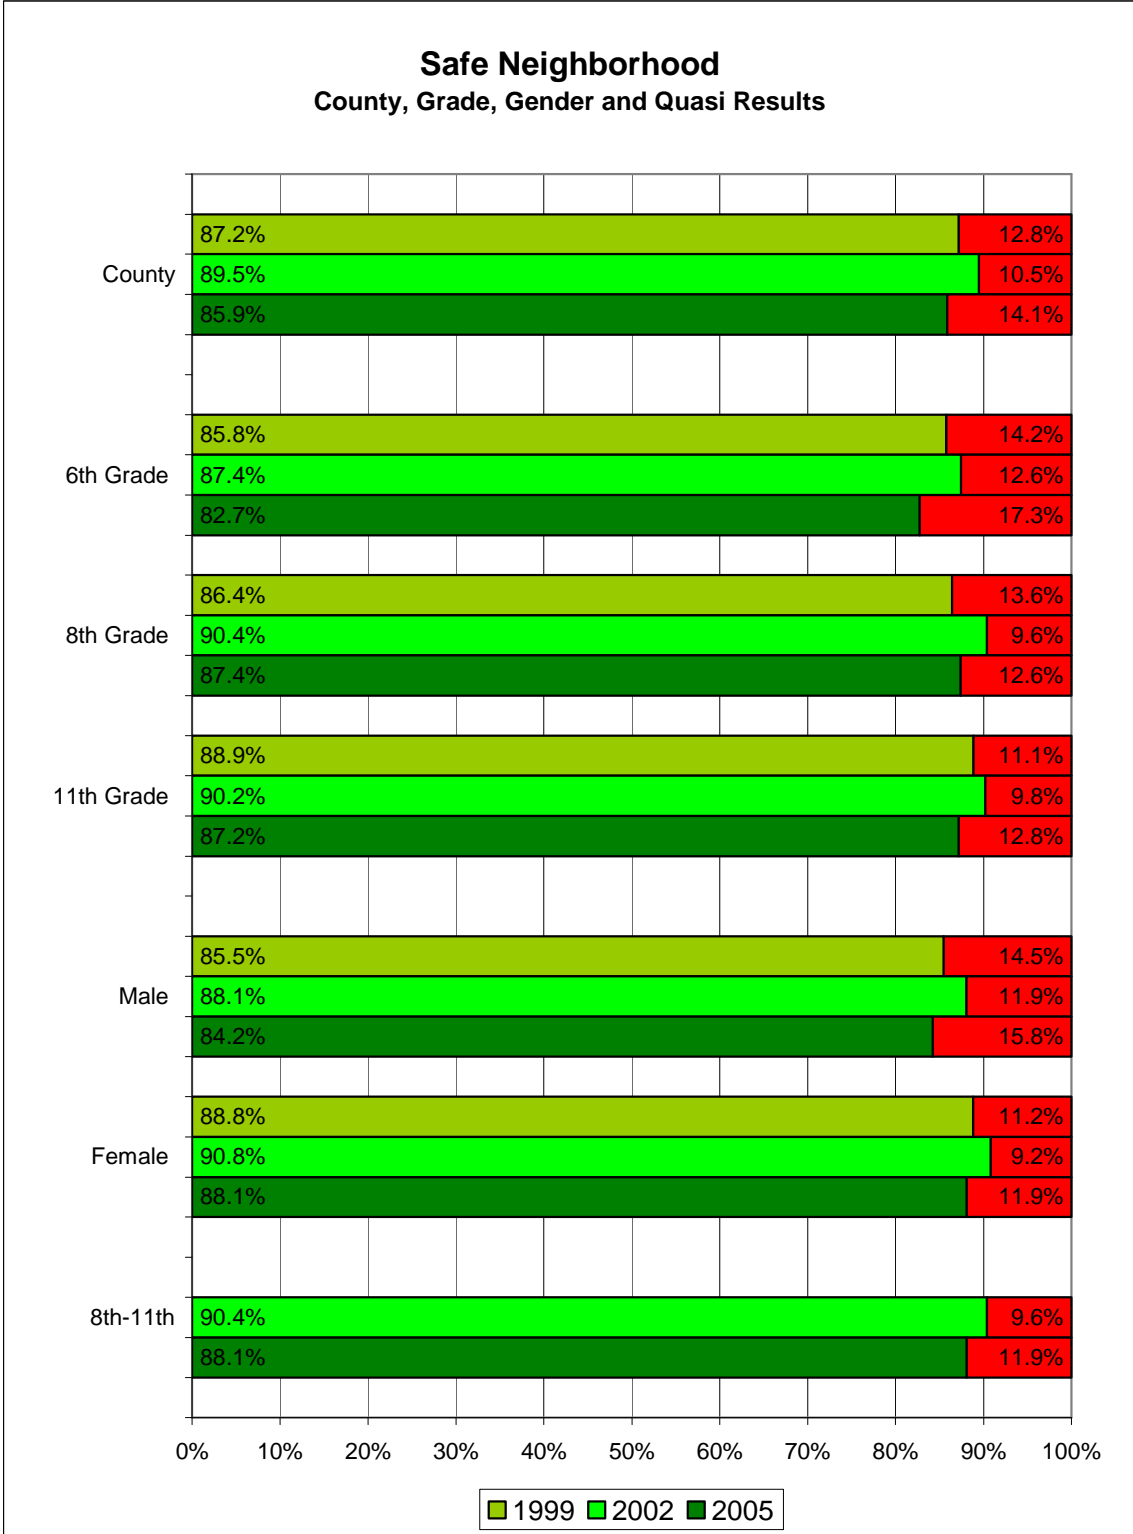 Safe Neighborhood
County, Grade, Gender and Quasi Results
87.2% 12.8%
County 89.5% 10.5%
85.9% 14.1%
85.8% 14.2%
6th Grade 87.4% 12.6%
82.7% 17.3%
86.4% 13.6%
8th Grade 90.4% 9.6%
87.4% 12.6%
88.9% 11.1%
11th Grade 90.2% 9.8%
87.2% 12.8%
85.5% 14.5%
Male 88.1% 11.9%
84.2% 15.8%
88.8% 11.2%
Female 90.8% 9.2%
88.1% 11.9%
8th-11th 90.4% 9.6%
88.1% 11.9%
0% 10% 20% 30% 40% 50% 60% 70% 80% 90% 100%
1999 2002 2005